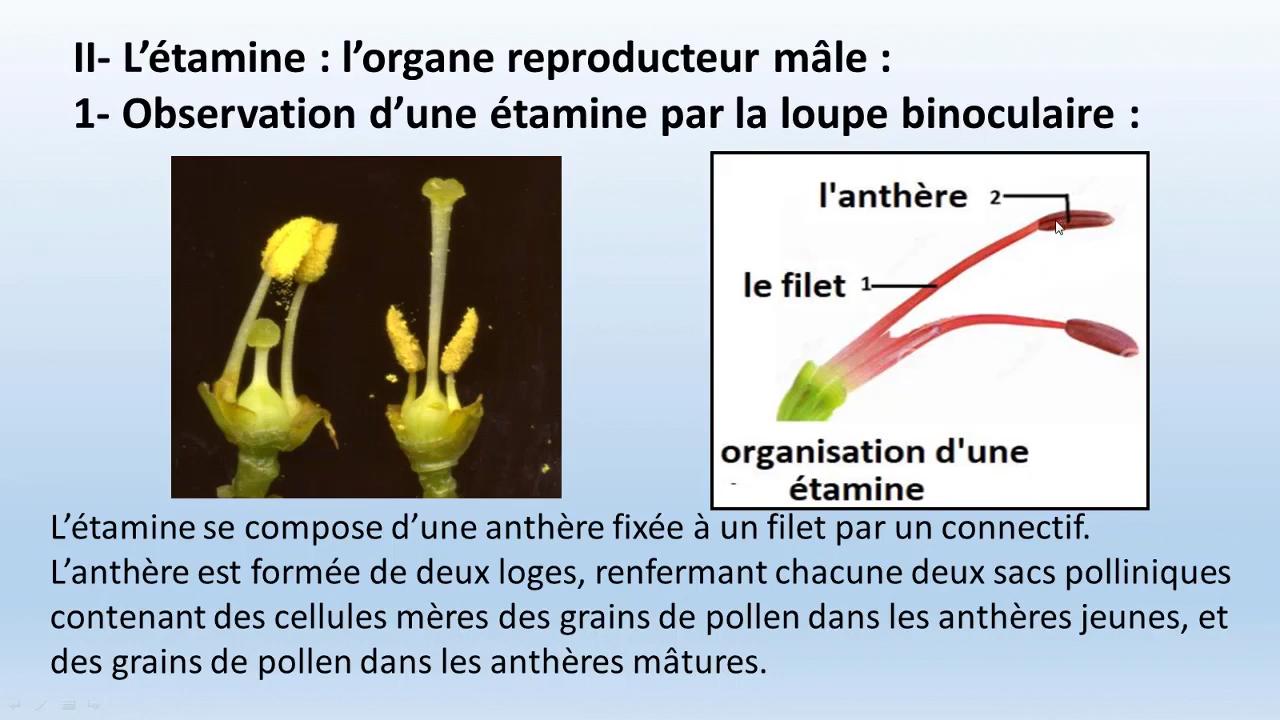 II- L’étamine : l’organe reproducteur mâle :
1- Observation d’une étamine par la loupe binoculaire :
l'anthère 2
le filet 1
organisation d'une
étamine
L’étamine se compose d’une anthère fixée à un filet par un connectif.
L’anthère est formée de deux loges, renfermant chacune deux sacs polliniques
contenant des cellules mères des grains de pollen dans les anthères jeunes, et
des grains de pollen dans les anthères mâtures.